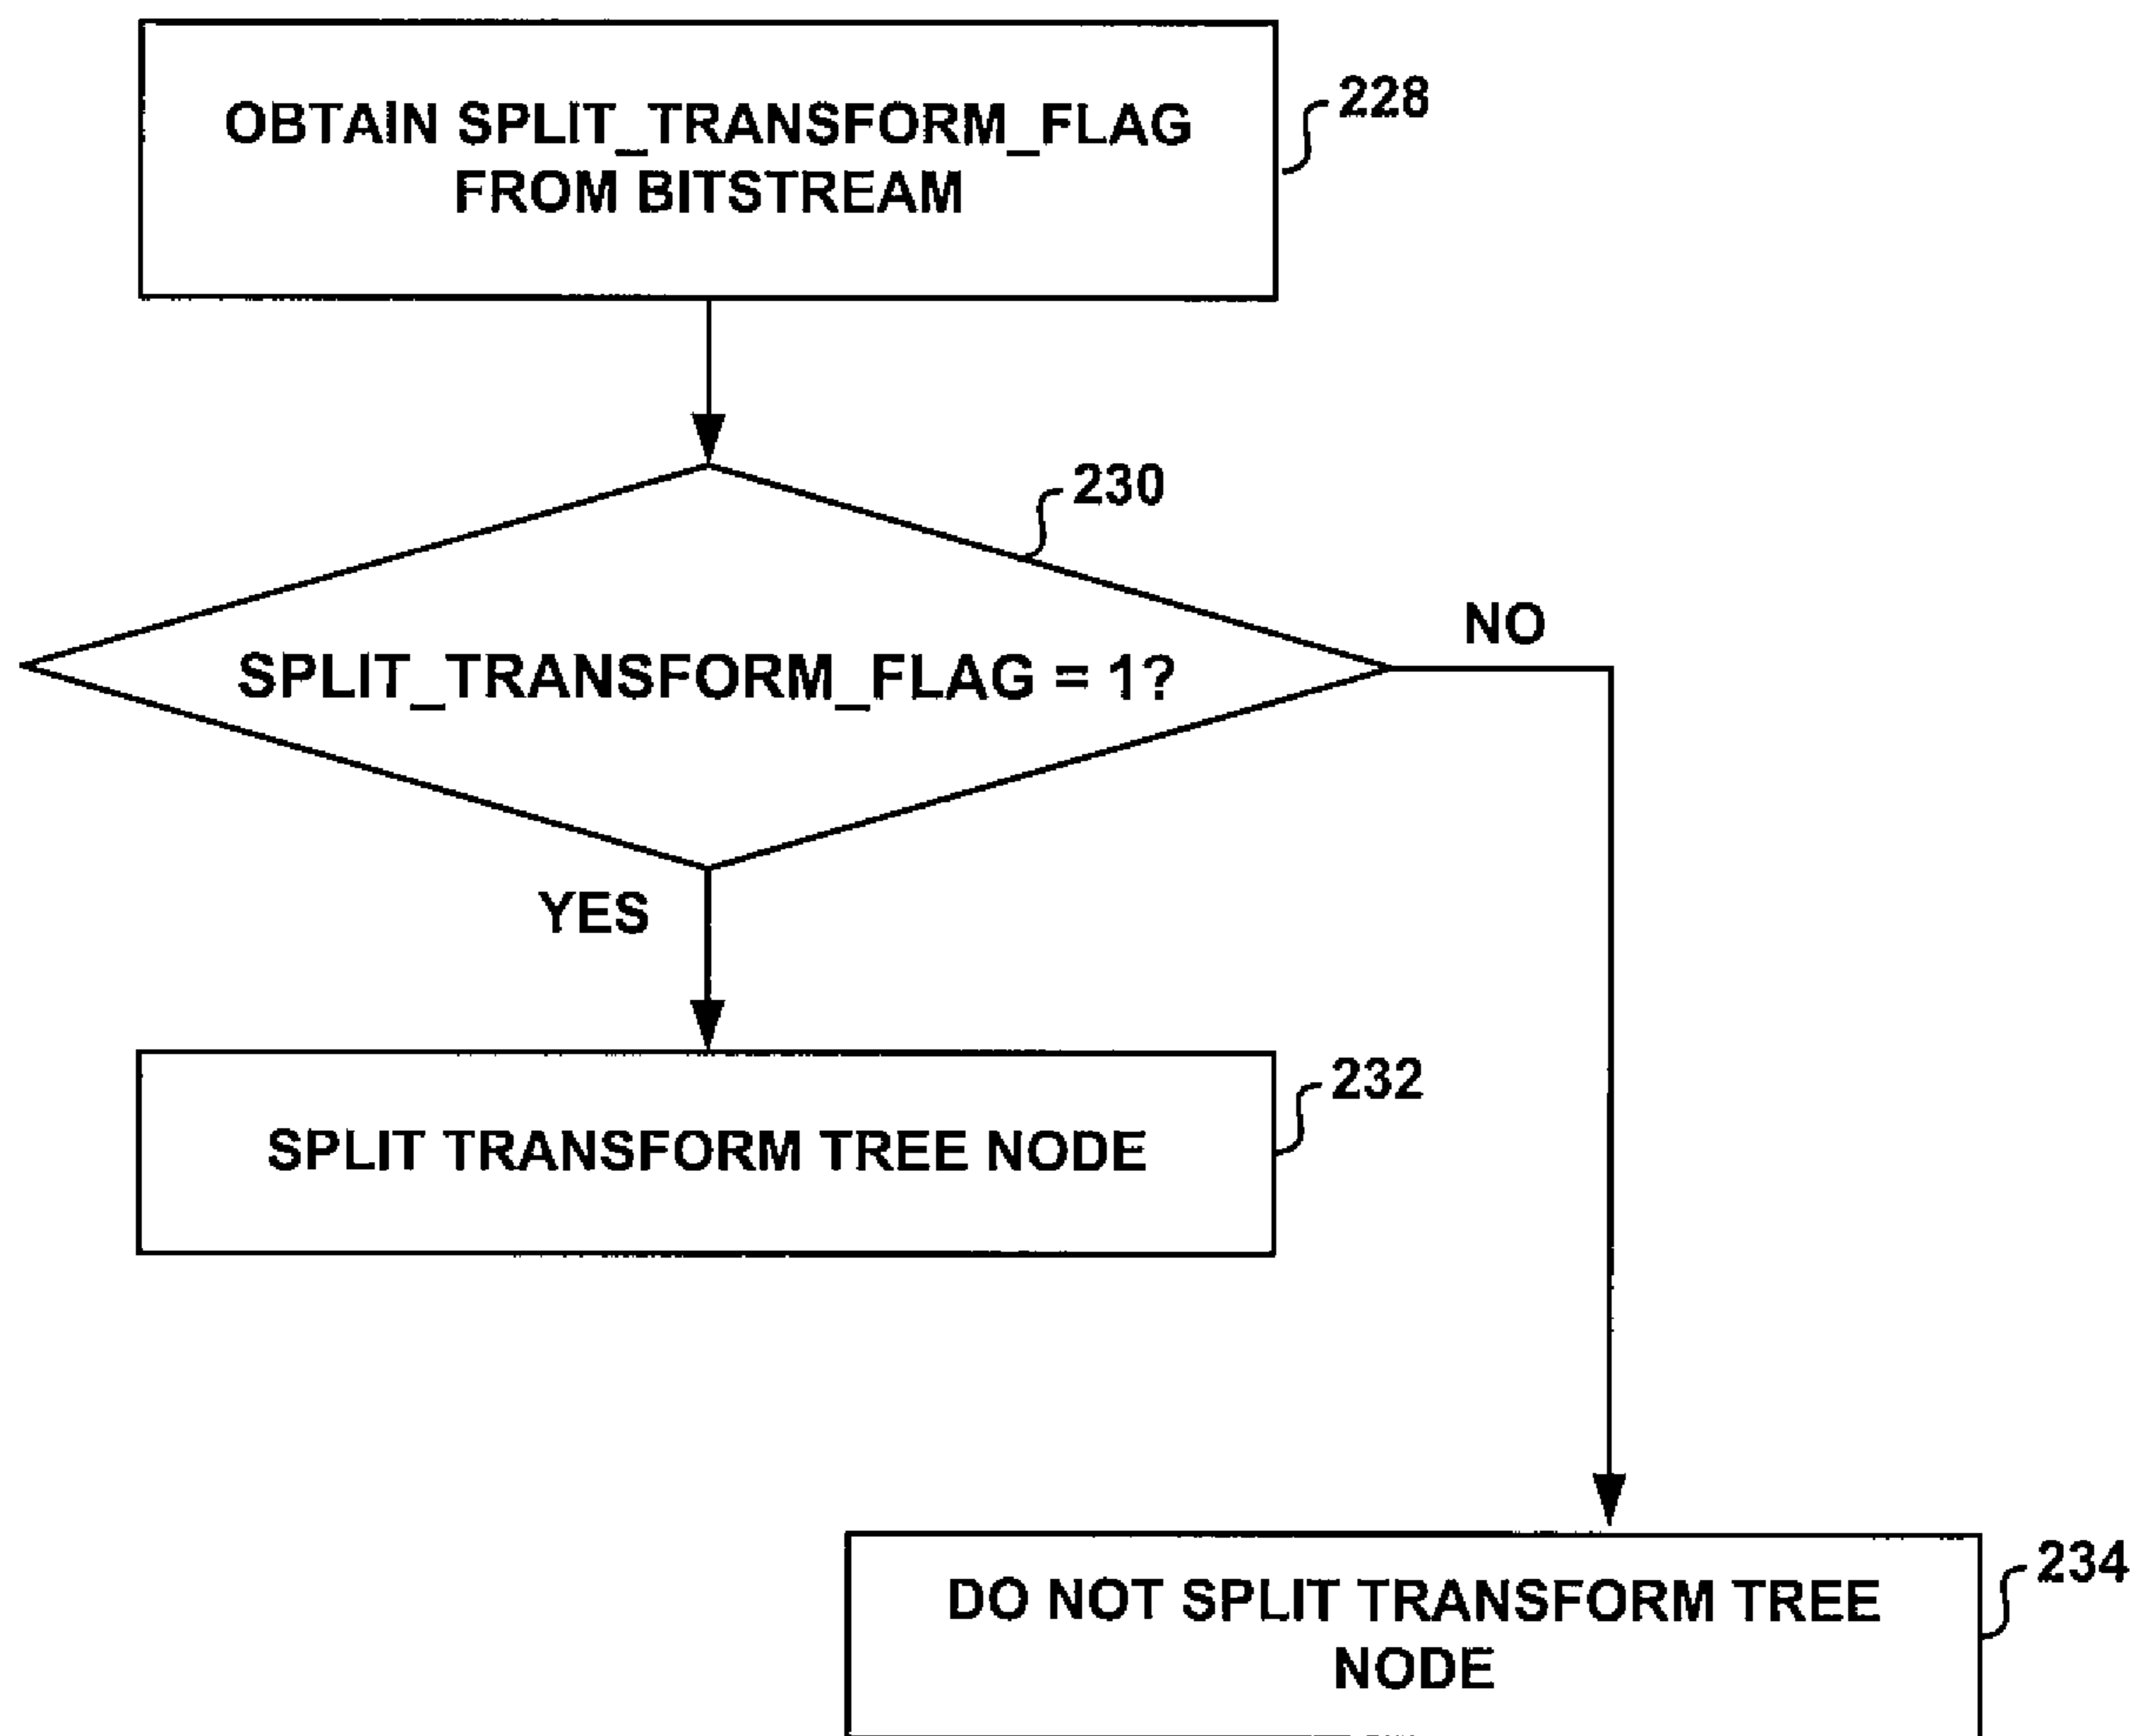 OBTAIN SPLIT_TRANSFORM_FLAG
FROM BITSTREAM
228
230
SPLIT_TRANSFORM_FLAG = 1?
NO
YES
SPLIT TRANSFORM TREE NODE
232
DO NOT SPLIT TRANSFORM TREE
NODE
234